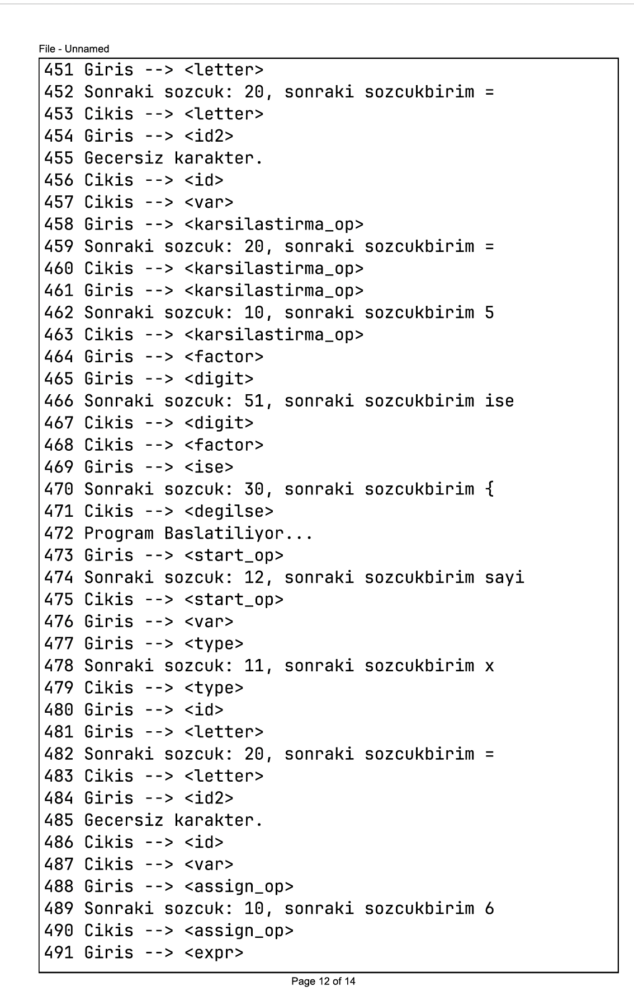 File - Unnamed
451 Giris --> <letter>
452 Sonraki sozcuk: 20, sonraki sozcukbirim =
453 Cikis --> <letter>
454 Giris --> <id2>
455 Gecersiz karakter.
456 Cikis --> <id>
457 Cikis --> <var>
458 Giris --> <karsilastirma_op>
459 Sonraki sozcuk: 20, sonraki sozcukbirim =
460 Cikis --> <karsilastirma_op>
461 Giris --> <karsilastirma_op>
462 Sonraki sozcuk: 10, sonraki sozcukbirim 5
463 Cikis --> <karsilastirma_op>
464 Giris --> <factor>
465 Giris --> <digit>
466 Sonraki sozcuk: 51, sonraki sozcukbirim ise
467 Cikis --> <digit>
468 Cikis --> <factor>
469 Giris --> <ise>
470 Sonraki sozcuk: 30, sonraki sozcukbirim {
471 Cikis --> <degilse>
472 Program Baslatiliyor...
473 Giris --> <start_op>
474 Sonraki sozcuk: 12, sonraki sozcukbirim sayi
475 Cikis --> <start_op>
476 Giris --> <var>
477 Giris --> <type>
478 Sonraki sozcuk: 11, sonraki sozcukbirim x
479 Cikis --> <type>
480 Giris --> <id>
481 Giris --> <letter>
482 Sonraki sozcuk: 20, sonraki sozcukbirim =
483 Cikis --> <letter>
484 Giris --> <id2>
485 Gecersiz karakter.
486 Cikis --> <id>
487 Cikis --> <var>
488 Giris --> <assign_op>
489 Sonraki sozcuk: 10, sonraki sozcukbirim 6
490 Cikis --> <assign_op>
491 Giris --> <expr>
Page 12 of 14